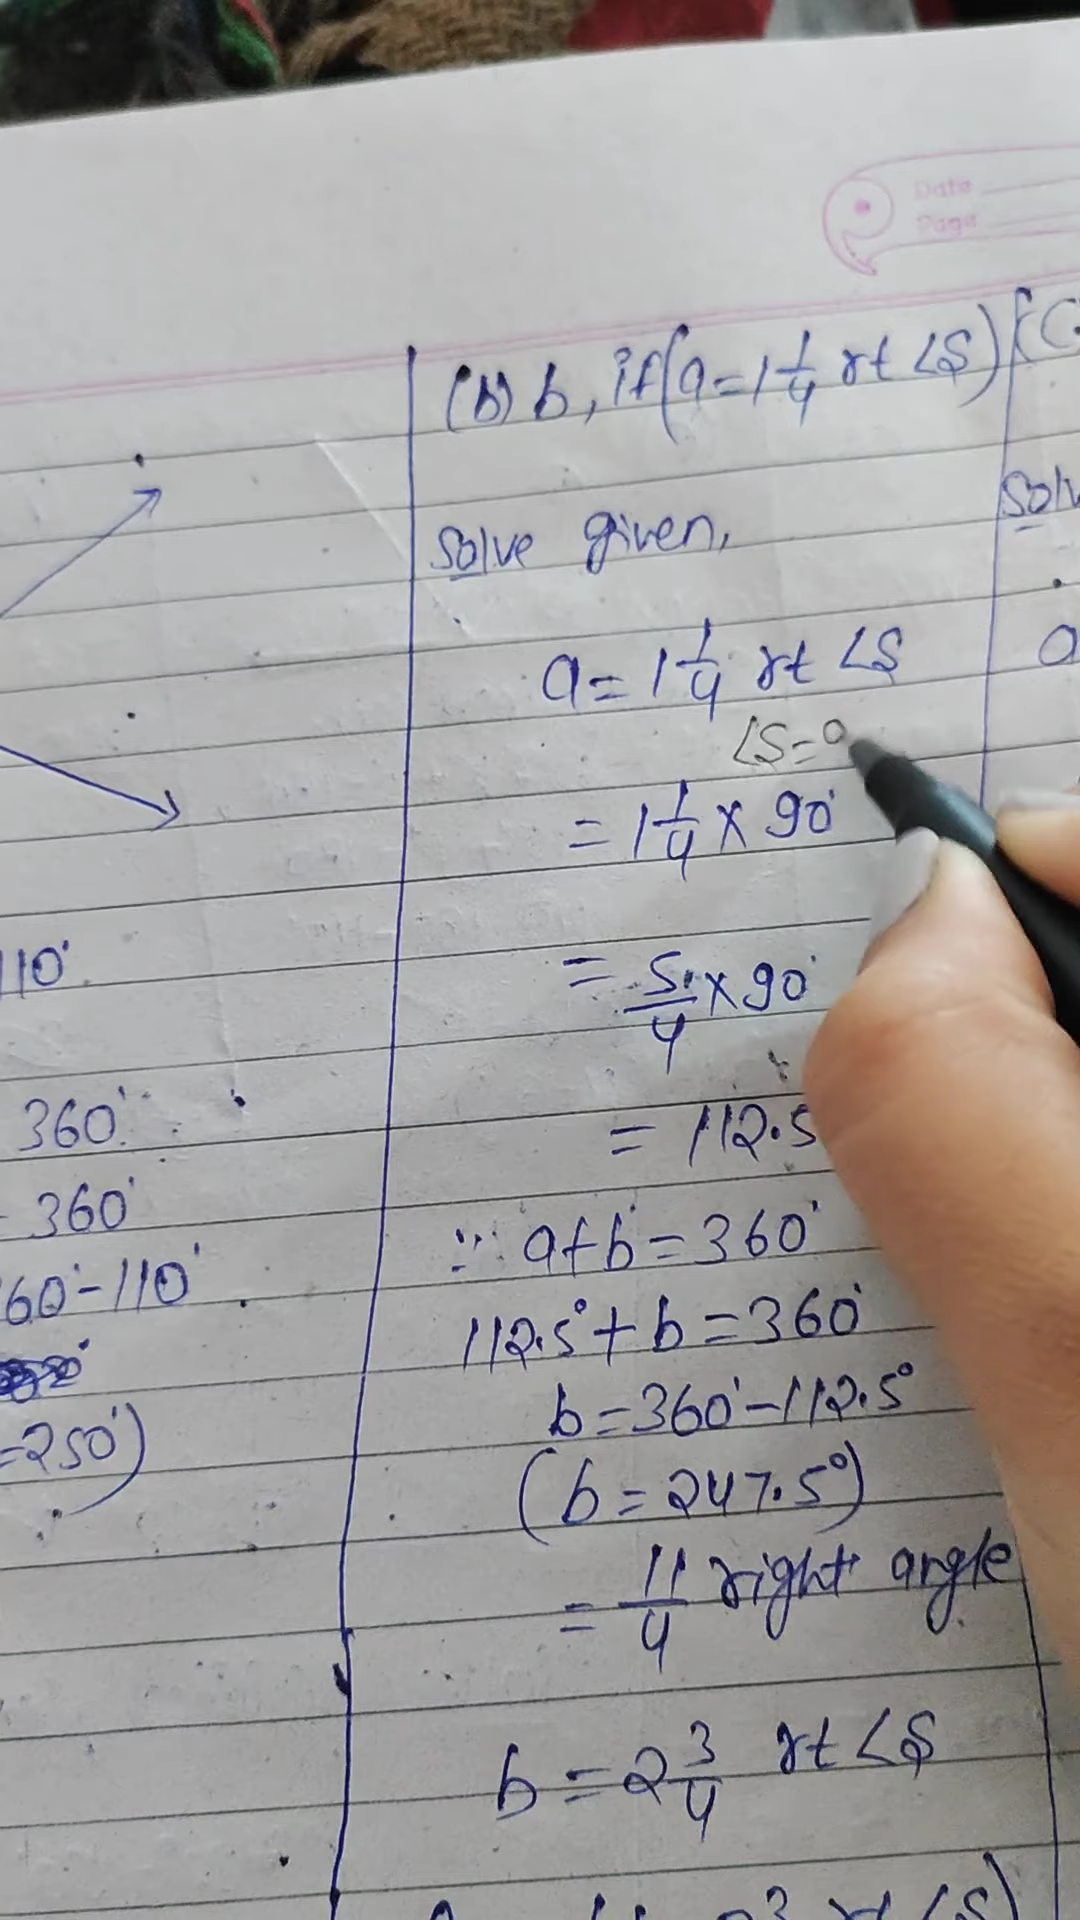 Date
Page
110°
360°
- 360°
60°-110°
=250°)
(b) b, if (a=1 1/4 rt ∠S)
Solve given,
a=1 1/4 rt ∠S
∠S=9
=1 1/4 × 90°
= 5/4 × 90°
= 112.5
∵ a+b=360°
112.5°+b=360°
b=360°-112.5°
(b=247.5°)
= 11/4 right angle
b=2 3/4 rt ∠S
(C
Solv
a